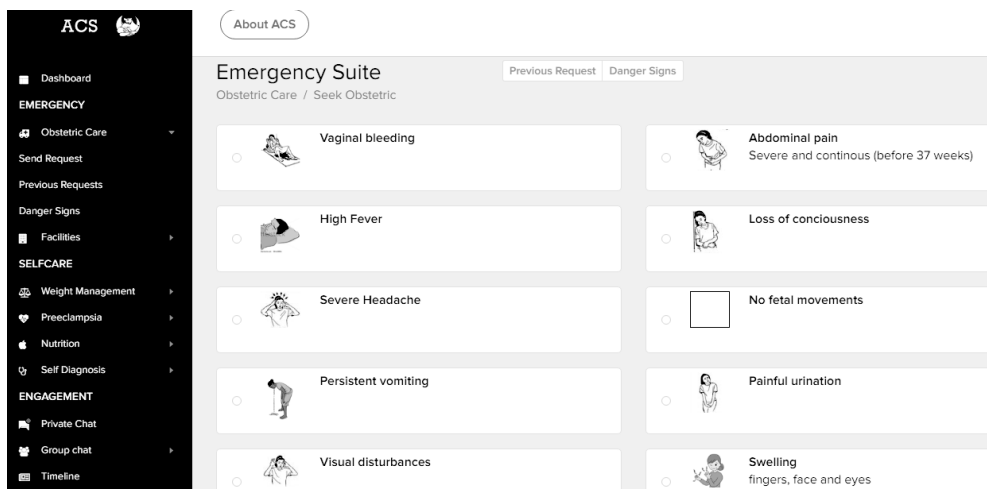 ACS
About ACS
Dashboard
EMERGENCY
Obstetric Care
Send Request
Previous Requests
Danger Signs
Facilities
SELFCARE
Weight Management
Preeclampsia
Nutrition
Self Diagnosis
ENGAGEMENT
Private Chat
Group chat
Timeline
Emergency Suite
Previous Request Danger Signs
Obstetric Care / Seek Obstetric
Vaginal bleeding
Abdominal pain
Severe and continous (before 37 weeks)
High Fever
Loss of conciousness
Severe Headache
No fetal movements
Persistent vomiting
Painful urination
Visual disturbances
Swelling
fingers, face and eyes